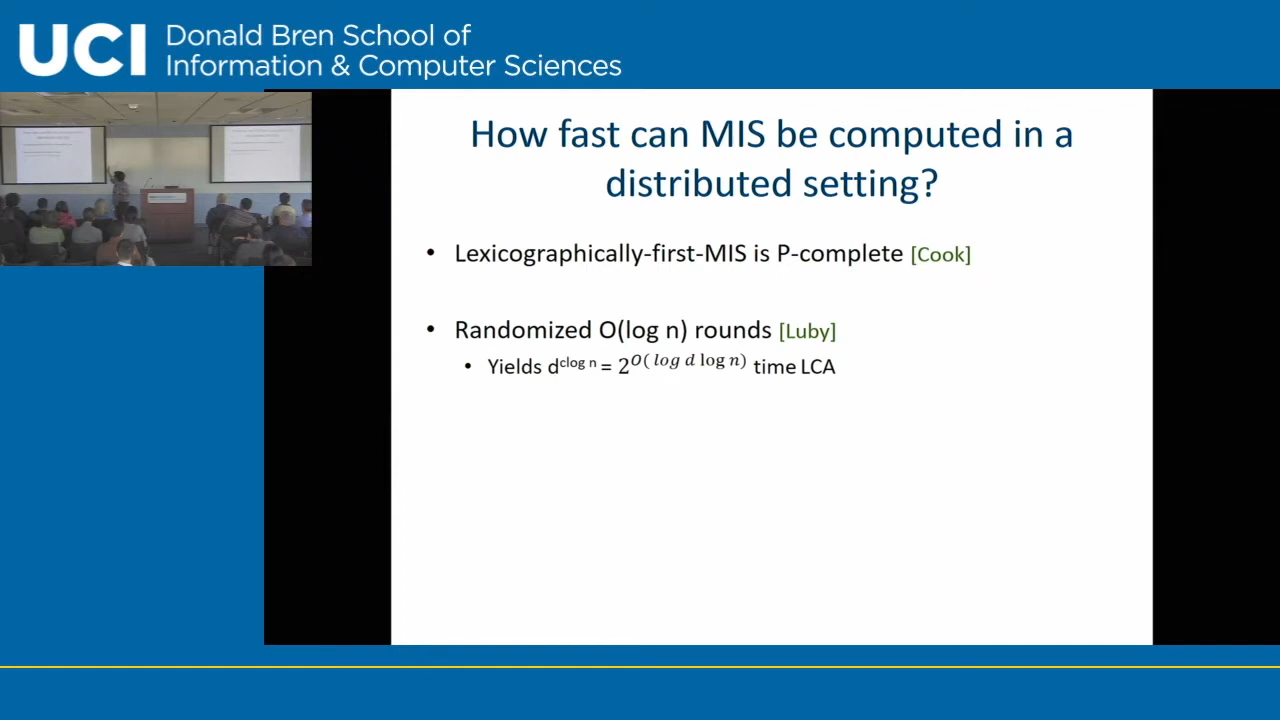 UCI Donald Bren School of
Information & Computer Sciences
How fast can MIS be computed in a
distributed setting?
• Lexicographically-first-MIS is P-complete [Cook]
• Randomized O(log n) rounds [Luby]
• Yields d^{clog n} = 2^{O( log d log n)} time LCA